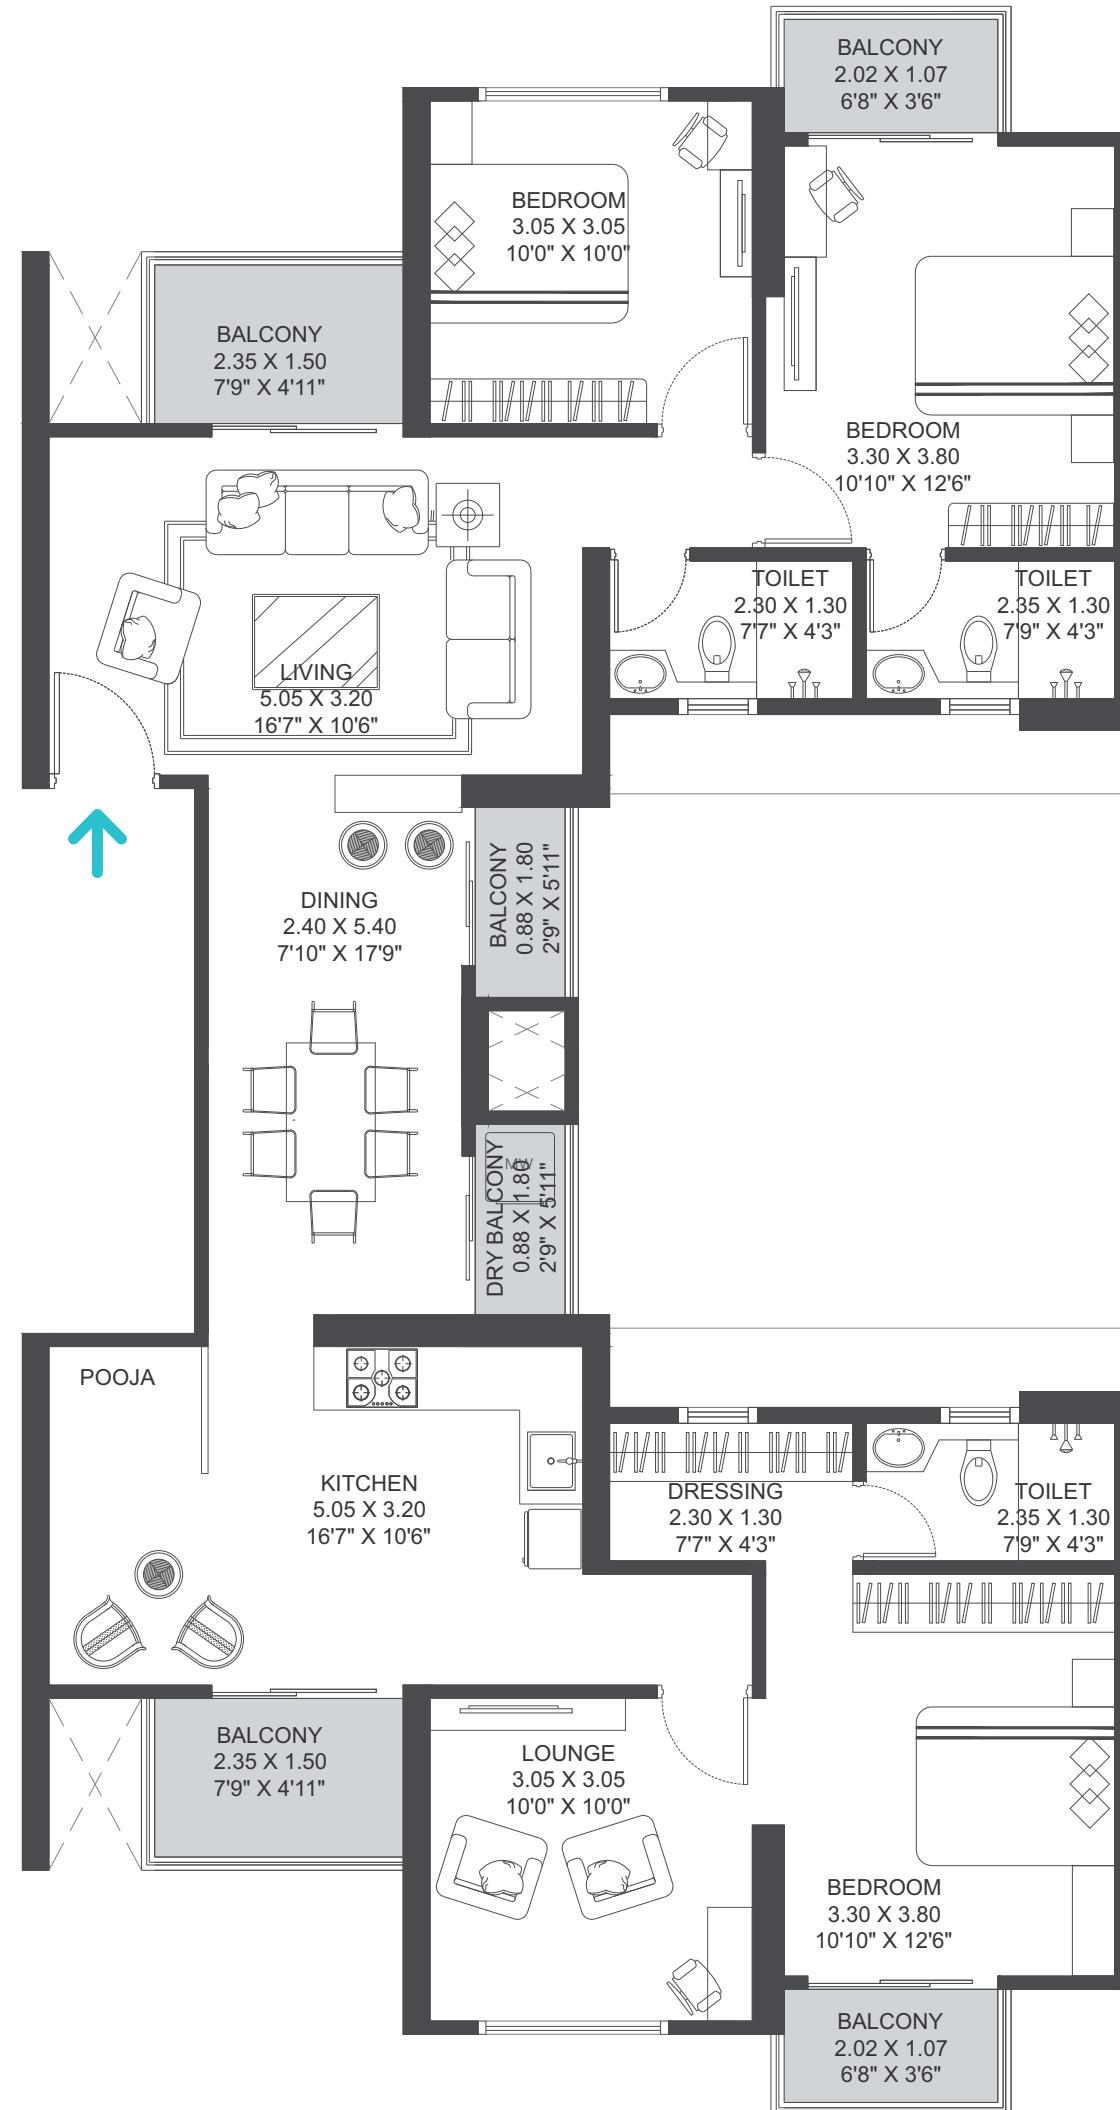 BALCONY
2.02 X 1.07
6'8" X 3'6"
BEDROOM
3.05 X 3.05
10'0" X 10'0"
BALCONY
2.35 X 1.50
7'9" X 4'11"
BEDROOM
3.30 X 3.80
10'10" X 12'6"
TOILET
2.30 X 1.30
7'7" X 4'3"
TOILET
2.35 X 1.30
7'9" X 4'3"
LIVING
5.05 X 3.20
16'7" X 10'6"
DINING
2.40 X 5.40
7'10" X 17'9"
BALCONY
0.88 X 1.80
2'9" X 5'11"
DRY BALCONY
0.88 X 1.80
2'9" X 5'11"
MW
POOJA
KITCHEN
5.05 X 3.20
16'7" X 10'6"
DRESSING
2.30 X 1.30
7'7" X 4'3"
TOILET
2.35 X 1.30
7'9" X 4'3"
BALCONY
2.35 X 1.50
7'9" X 4'11"
LOUNGE
3.05 X 3.05
10'0" X 10'0"
BEDROOM
3.30 X 3.80
10'10" X 12'6"
BALCONY
2.02 X 1.07
6'8" X 3'6"